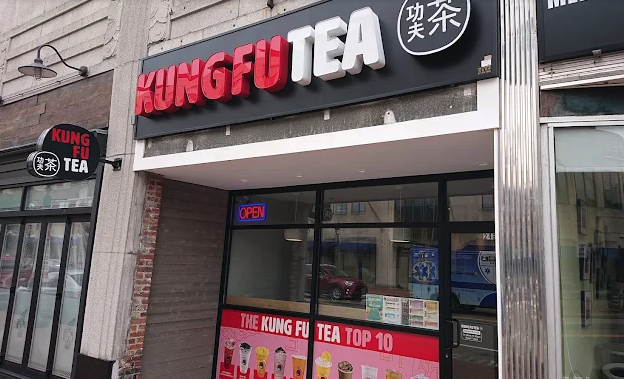 KUNGFUTEA
功夫
茶
KUNG
FU
TEA
功夫
茶
OPEN
THE KUNG FU TEA TOP 10